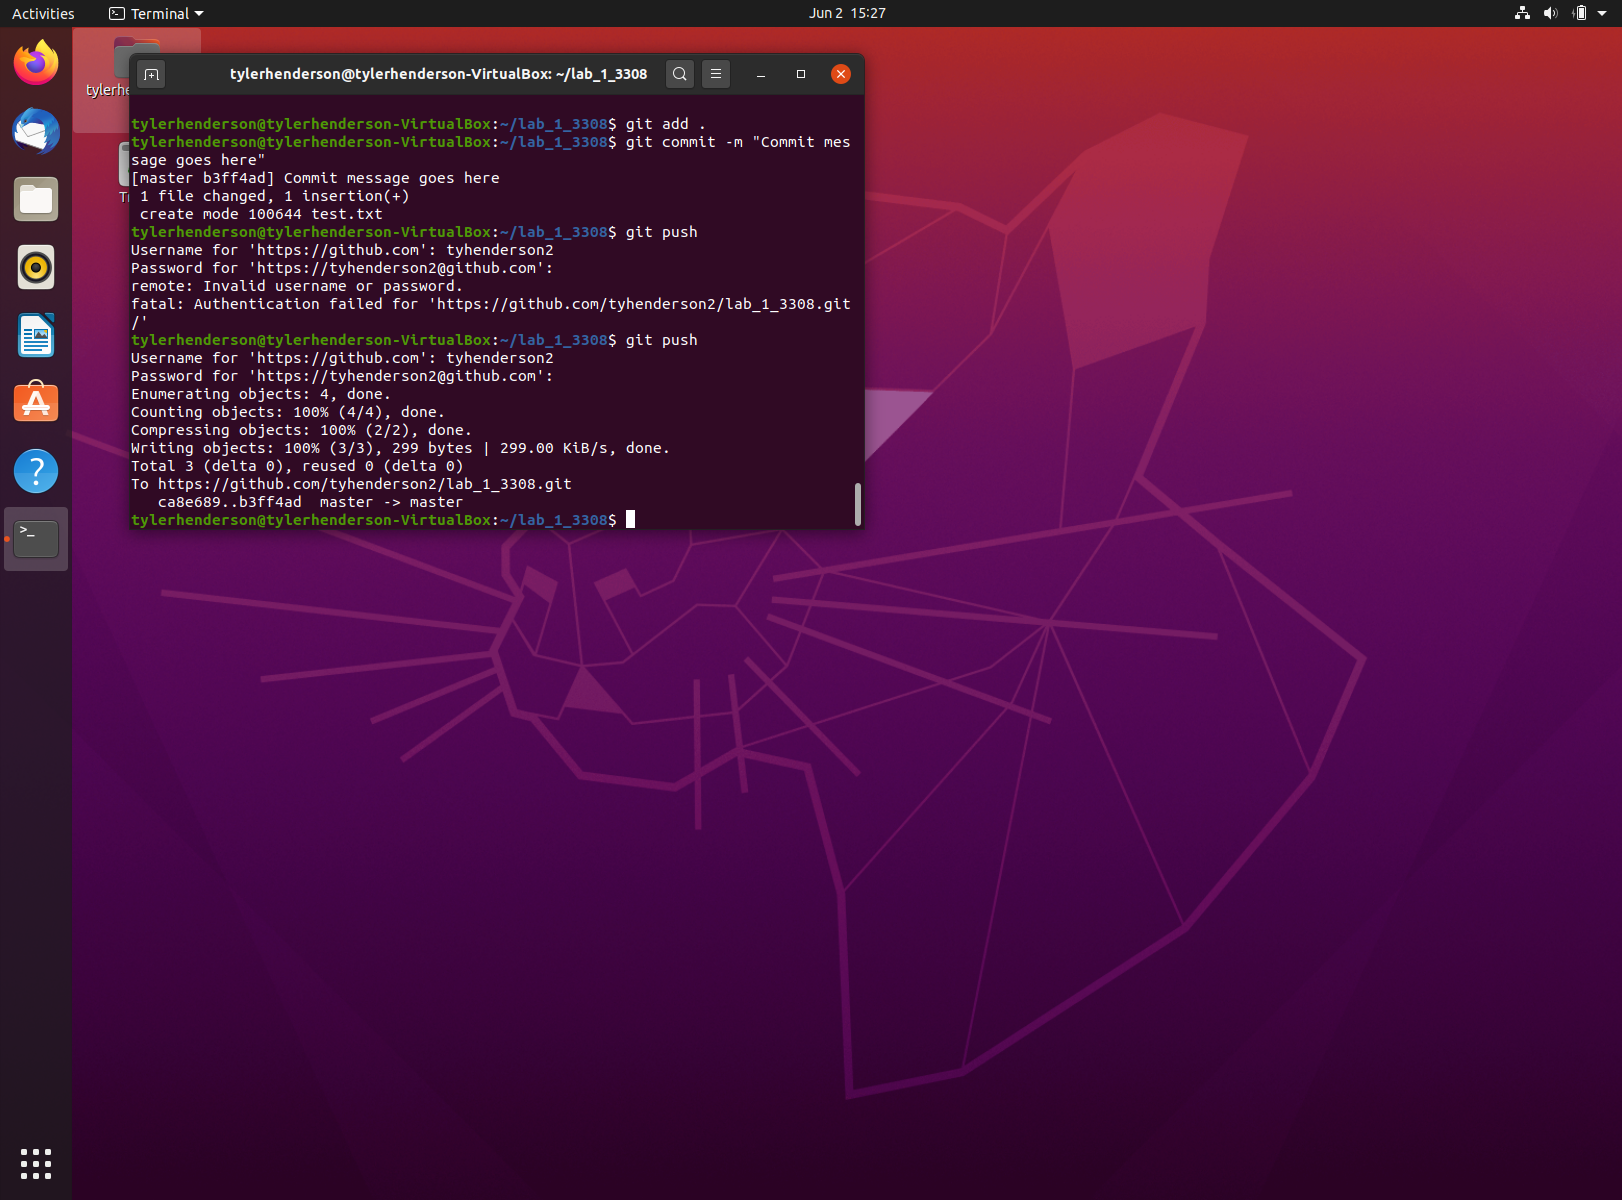 Activities
Terminal
Jun 2 15:27
tylerhenderson@tylerhenderson-VirtualBox: ~/lab_1_3308
tylerhenderson@tylerhenderson-VirtualBox:~/lab_1_3308$ git add .
tylerhenderson@tylerhenderson-VirtualBox:~/lab_1_3308$ git commit -m "Commit mes
sage goes here"
[master b3ff4ad] Commit message goes here
 1 file changed, 1 insertion(+)
 create mode 100644 test.txt
tylerhenderson@tylerhenderson-VirtualBox:~/lab_1_3308$ git push
Username for 'https://github.com': tyhenderson2
Password for 'https://tyhenderson2@github.com':
remote: Invalid username or password.
fatal: Authentication failed for 'https://github.com/tyhenderson2/lab_1_3308.git
/'
tylerhenderson@tylerhenderson-VirtualBox:~/lab_1_3308$ git push
Username for 'https://github.com': tyhenderson2
Password for 'https://tyhenderson2@github.com':
Enumerating objects: 4, done.
Counting objects: 100% (4/4), done.
Compressing objects: 100% (2/2), done.
Writing objects: 100% (3/3), 299 bytes | 299.00 KiB/s, done.
Total 3 (delta 0), reused 0 (delta 0)
To https://github.com/tyhenderson2/lab_1_3308.git
   ca8e689..b3ff4ad  master -> master
tylerhenderson@tylerhenderson-VirtualBox:~/lab_1_3308$